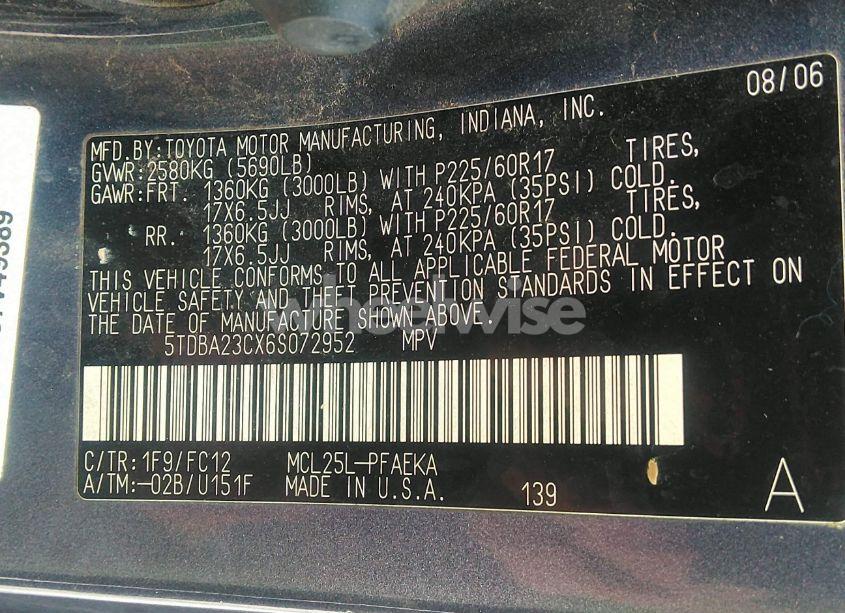 08/06
MFD.BY:TOYOTA MOTOR MANUFACTURING, INDIANA, INC.
GVWR:2580KG (5690LB)
GAWR:FRT. 1360KG (3000LB) WITH P225/60R17 TIRES,
17X6.5JJ RIMS, AT 240KPA (35PSI) COLD.
RR. 1360KG (3000LB) WITH P225/60R17 TIRES,
17X6.5JJ RIMS, AT 240KPA (35PSI) COLD.
THIS VEHICLE CONFORMS TO ALL APPLICABLE FEDERAL MOTOR
VEHICLE SAFETY AND THEFT PREVENTION STANDARDS IN EFFECT ON
THE DATE OF MANUFACTURE SHOWN ABOVE.
wheelwise
5TDBA23CX6S072952 MPV
C/TR:1F9/FC12 MCL25L-PFAEKA
A/TM:-02B/U151F MADE IN U.S.A. 139 A